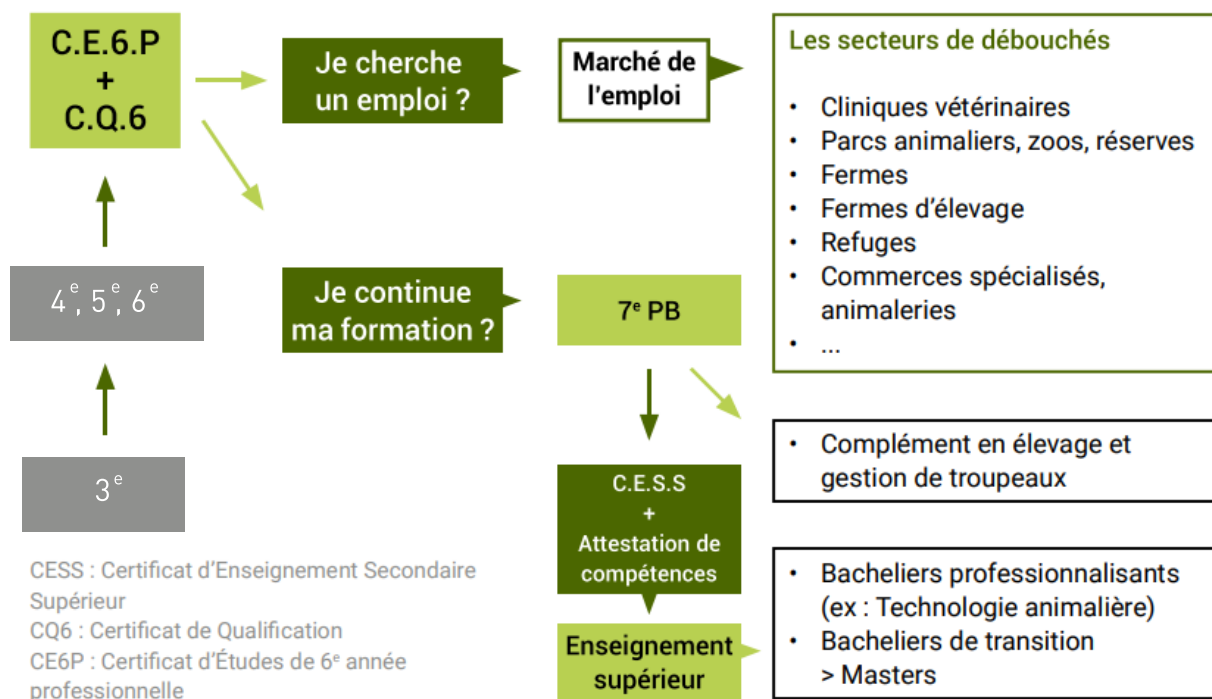 C.E.6.P
+
C.Q.6
Je cherche
un emploi ?
Marché de
l'emploi
Les secteurs de débouchés
• Cliniques vétérinaires
• Parcs animaliers, zoos, réserves
• Fermes
• Fermes d'élevage
• Refuges
• Commerces spécialisés,
animaleries
• ...
4e, 5e, 6e
Je continue
ma formation ?
7e PB
3e
• Complément en élevage et
gestion de troupeaux
C.E.S.S
+
Attestation de
compétences
Enseignement
supérieur
• Bacheliers professionnalisants
(ex : Technologie animalière)
• Bacheliers de transition
> Masters
CESS : Certificat d'Enseignement Secondaire
Supérieur
CQ6 : Certificat de Qualification
CE6P : Certificat d'Études de 6e année
professionnelle